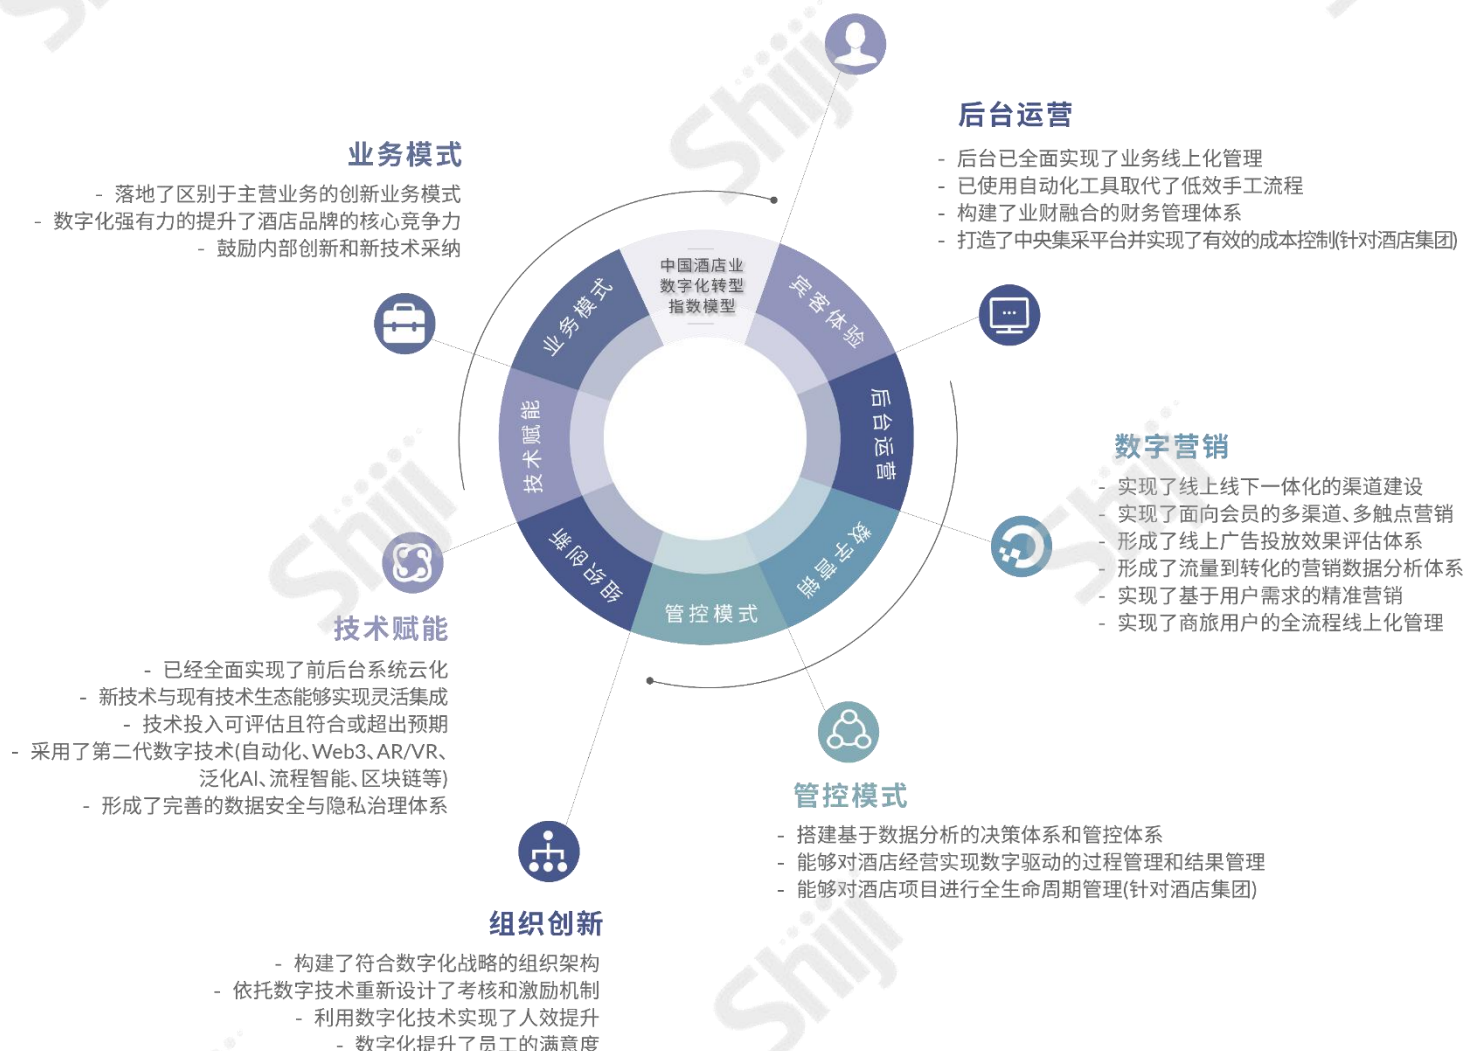 业务模式
- 落地了区别于主营业务的创新业务模式
- 数字化强有力的提升了酒店品牌的核心竞争力
- 鼓励内部创新和新技术采纳
后台运营
- 后台已全面实现了业务线上化管理
- 已使用自动化工具取代了低效手工流程
- 构建了业财融合的财务管理体系
- 打造了中央集采平台并实现了有效的成本控制(针对酒店集团)
中国酒店业
数字化转型
指数模型
宾客体验
后台运营
数字营销
管控模式
组织创新
技术赋能
业务模式
数字营销
- 实现了线上线下一体化的渠道建设
- 实现了面向会员的多渠道、多触点营销
- 形成了线上广告投放效果评估体系
- 形成了流量到转化的营销数据分析体系
- 实现了基于用户需求的精准营销
- 实现了商旅用户的全流程线上化管理
技术赋能
- 已经全面实现了前后台系统云化
- 新技术与现有技术生态能够实现灵活集成
- 技术投入可评估且符合或超出预期
- 采用了第二代数字技术(自动化、Web3、AR/VR、
泛化AI、流程智能、区块链等)
- 形成了完善的数据安全与隐私治理体系
管控模式
- 搭建基于数据分析的决策体系和管控体系
- 能够对酒店经营实现数字驱动的过程管理和结果管理
- 能够对酒店项目进行全生命周期管理(针对酒店集团)
组织创新
- 构建了符合数字化战略的组织架构
- 依托数字技术重新设计了考核和激励机制
- 利用数字化技术实现了人效提升
- 数字化提升了员工的满意度
Shiji
Shiji
Shiji
Shiji